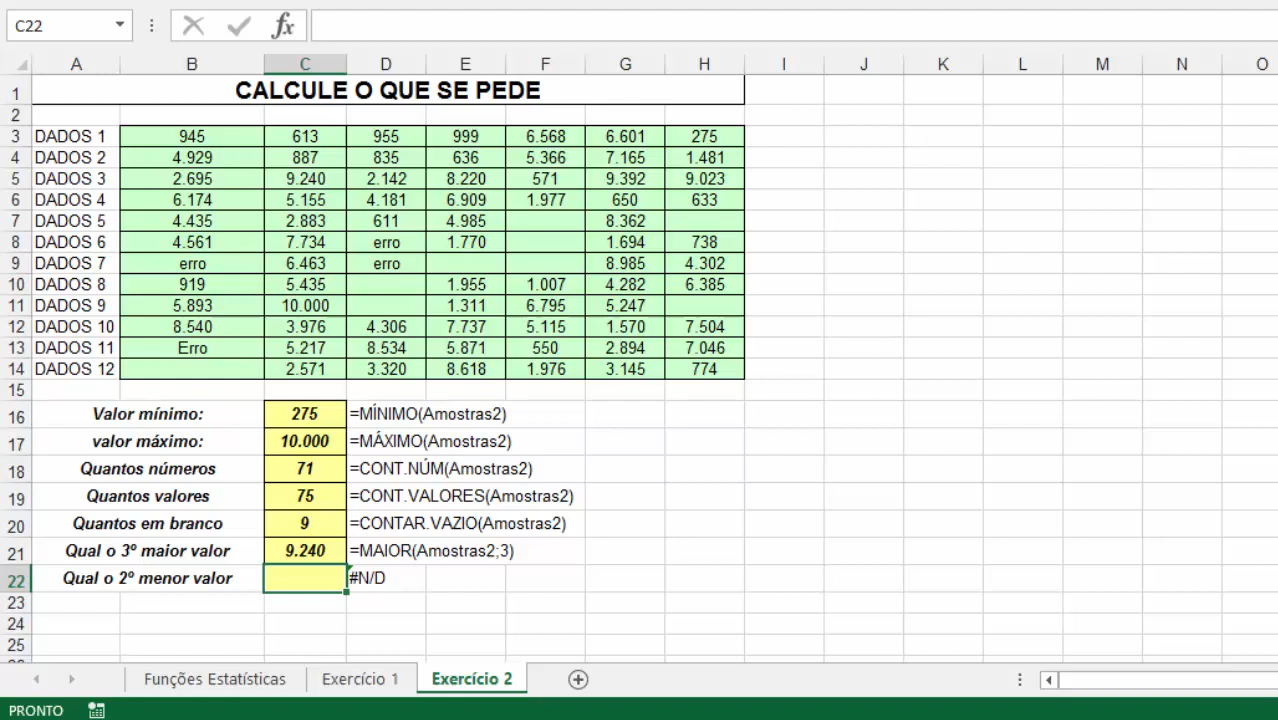 C22 fx
A B C D E F G H I J K L M N O
1 CALCULE O QUE SE PEDE
2
3 DADOS 1 945 613 955 999 6.568 6.601 275
4 DADOS 2 4.929 887 835 636 5.366 7.165 1.481
5 DADOS 3 2.695 9.240 2.142 8.220 571 9.392 9.023
6 DADOS 4 6.174 5.155 4.181 6.909 1.977 650 633
7 DADOS 5 4.435 2.883 611 4.985 8.362
8 DADOS 6 4.561 7.734 erro 1.770 1.694 738
9 DADOS 7 erro 6.463 erro 8.985 4.302
10 DADOS 8 919 5.435 1.955 1.007 4.282 6.385
11 DADOS 9 5.893 10.000 1.311 6.795 5.247
12 DADOS 10 8.540 3.976 4.306 7.737 5.115 1.570 7.504
13 DADOS 11 Erro 5.217 8.534 5.871 550 2.894 7.046
14 DADOS 12 2.571 3.320 8.618 1.976 3.145 774
15
16 Valor mínimo: 275 =MÍNIMO(Amostras2)
17 valor máximo: 10.000 =MÁXIMO(Amostras2)
18 Quantos números 71 =CONT.NÚM(Amostras2)
19 Quantos valores 75 =CONT.VALORES(Amostras2)
20 Quantos em branco 9 =CONTAR.VAZIO(Amostras2)
21 Qual o 3º maior valor 9.240 =MAIOR(Amostras2;3)
22 Qual o 2º menor valor #N/D
23
24
25
Funções Estatísticas Exercício 1 Exercício 2
PRONTO